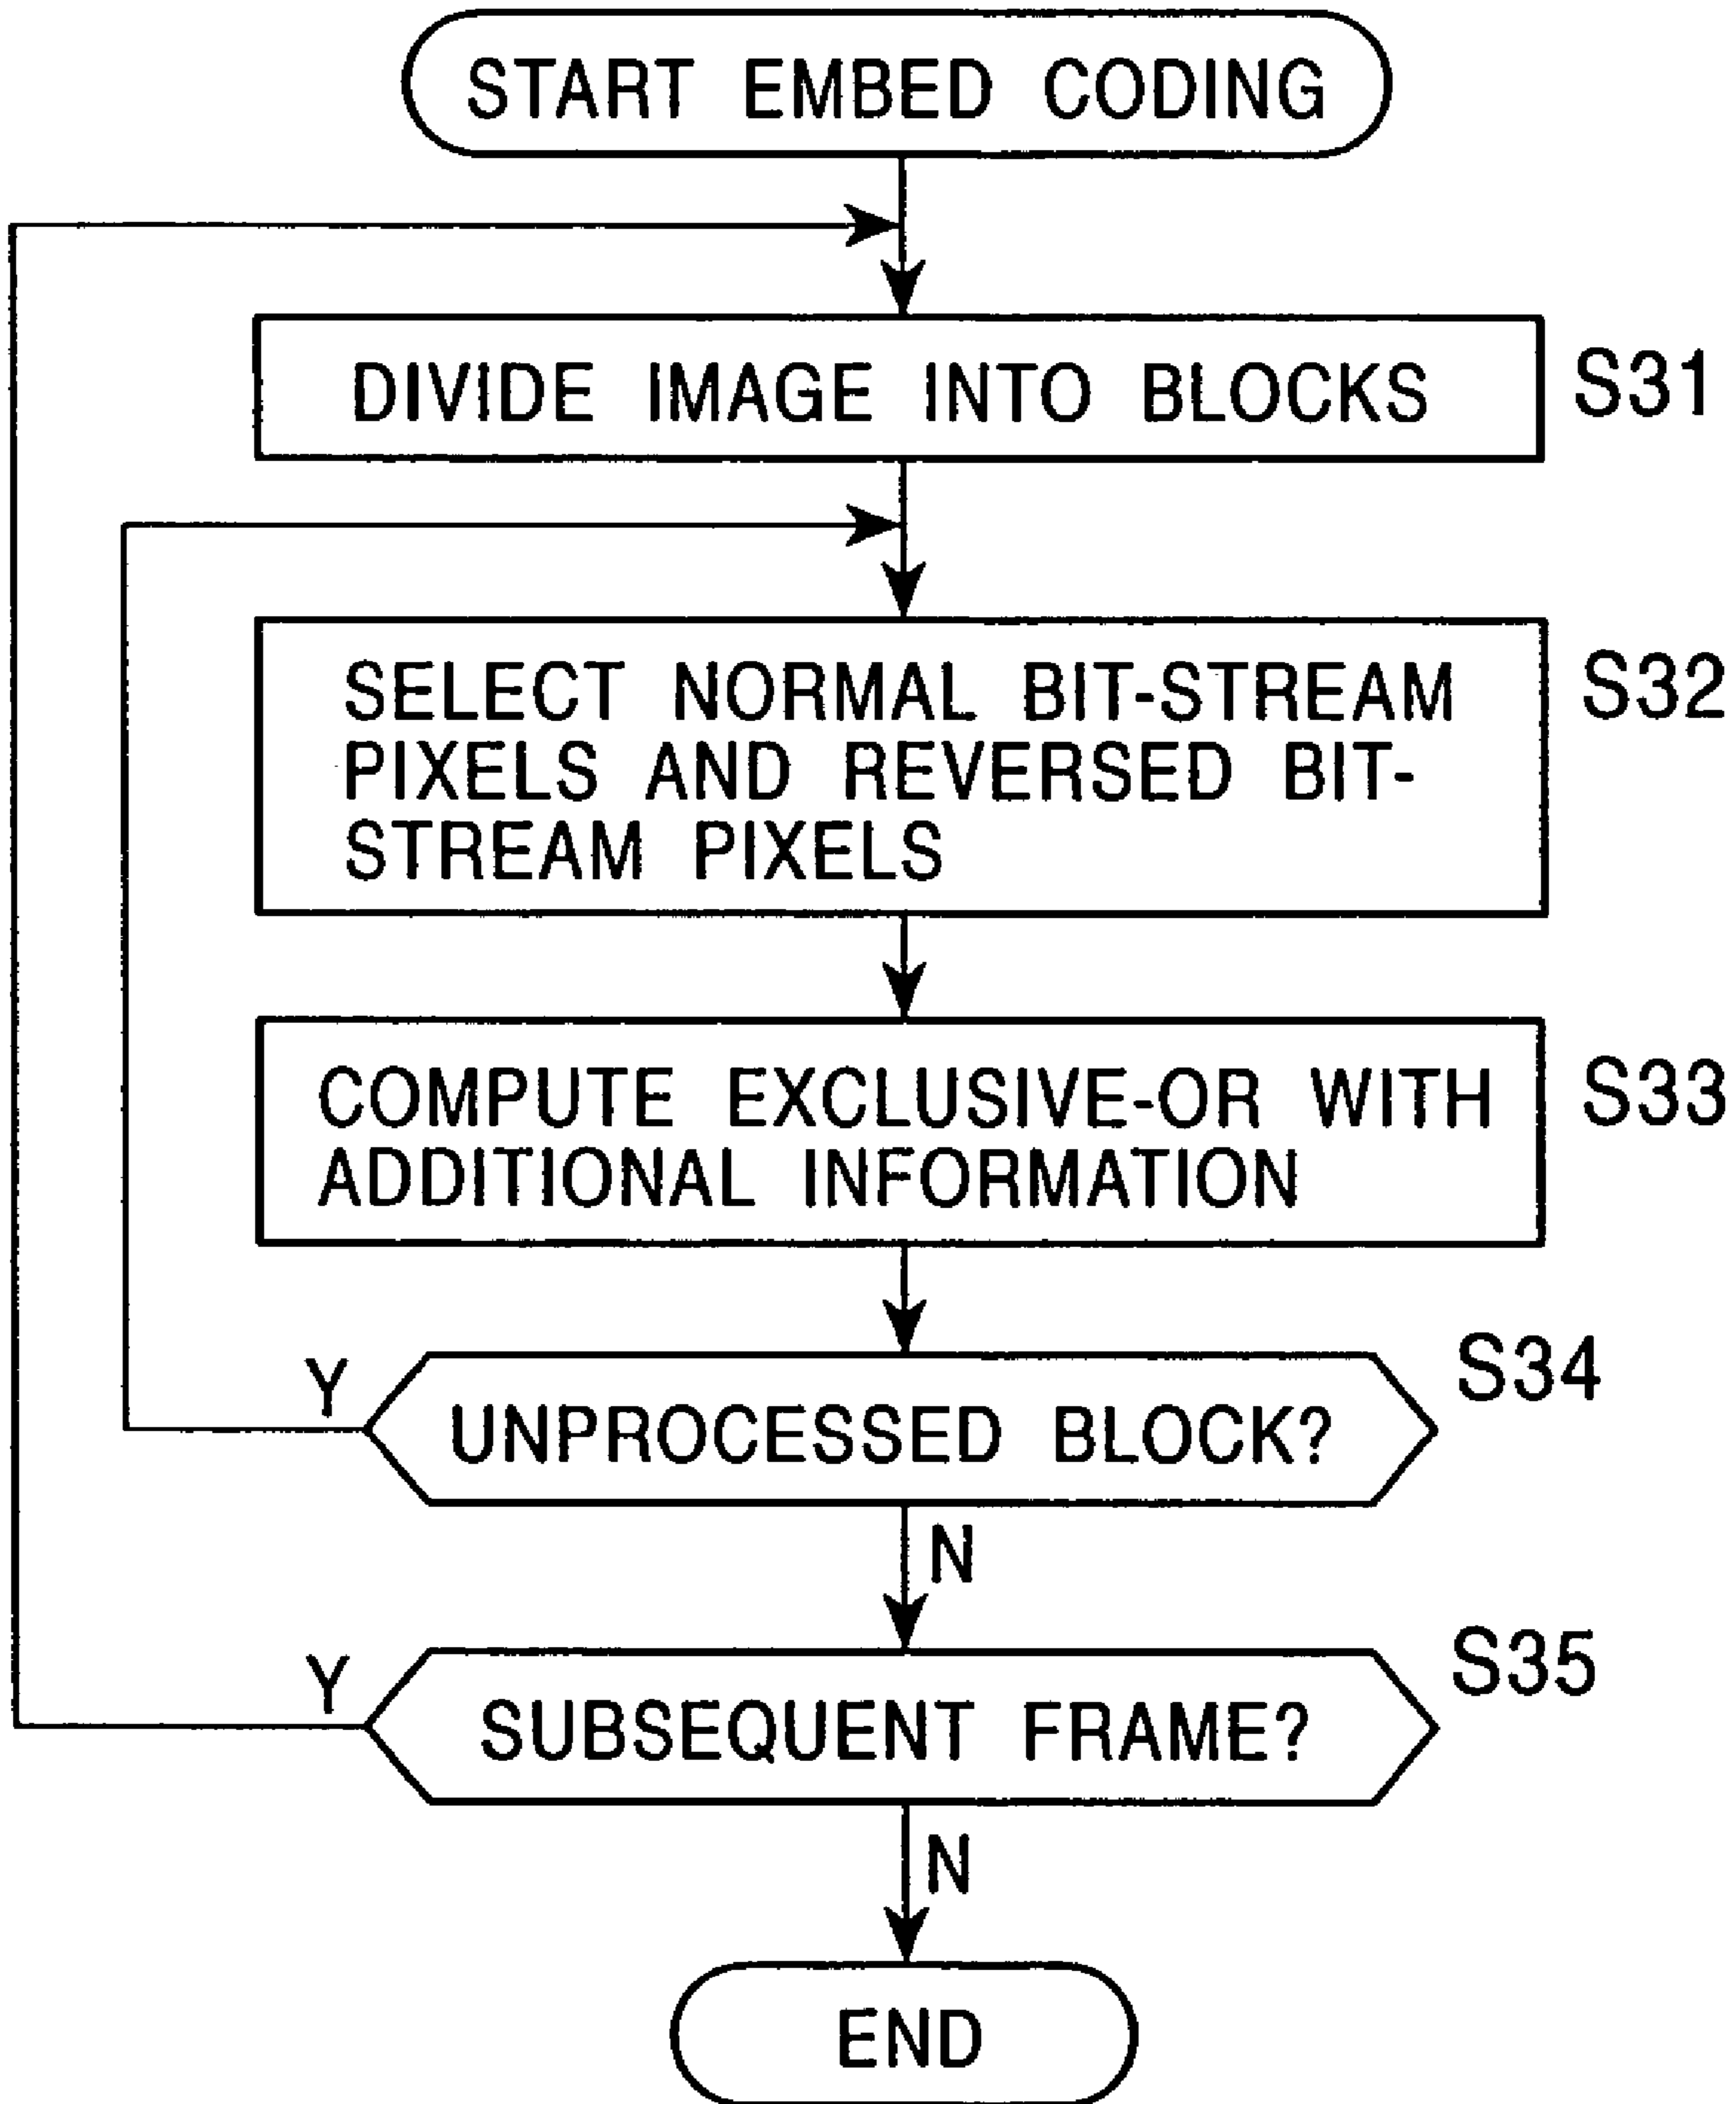 START EMBED CODING
DIVIDE IMAGE INTO BLOCKS
S31
SELECT NORMAL BIT-STREAM
PIXELS AND REVERSED BIT-
STREAM PIXELS
S32
COMPUTE EXCLUSIVE-OR WITH
ADDITIONAL INFORMATION
S33
Y
UNPROCESSED BLOCK?
S34
N
Y
SUBSEQUENT FRAME?
S35
N
END